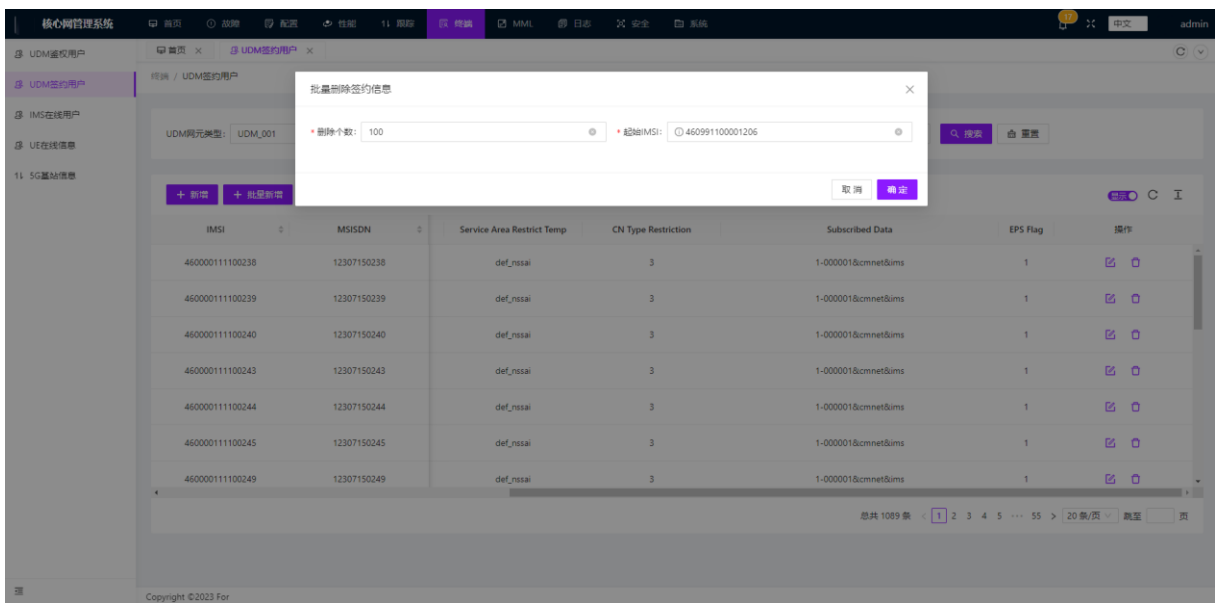 核心网管理系统 首页 故障 配置 性能 跟踪 终端 MML 日志 安全 系统 17 中文 admin
UDM鉴权用户
UDM签约用户
IMS在线用户
UE在线信息
5G基站信息
首页 UDM签约用户
终端 / UDM签约用户
批量删除签约信息
* 删除个数: 100 * 起始IMSI: 460991100001206
取 消 确 定
UDM网元类型: UDM_001 搜索 重置
新增 批量新增 显示
IMSI MSISDN Service Area Restrict Temp CN Type Restriction Subscribed Data EPS Flag 操作
460000111100238 12307150238 def_nssai 3 1-000001&cmnet&ims 1
460000111100239 12307150239 def_nssai 3 1-000001&cmnet&ims 1
460000111100240 12307150240 def_nssai 3 1-000001&cmnet&ims 1
460000111100243 12307150243 def_nssai 3 1-000001&cmnet&ims 1
460000111100244 12307150244 def_nssai 3 1-000001&cmnet&ims 1
460000111100245 12307150245 def_nssai 3 1-000001&cmnet&ims 1
460000111100249 12307150249 def_nssai 3 1-000001&cmnet&ims 1
总共 1089 条 < 1 2 3 4 5 ··· 55 > 20 条/页 跳至 页
Copyright ©2023 For